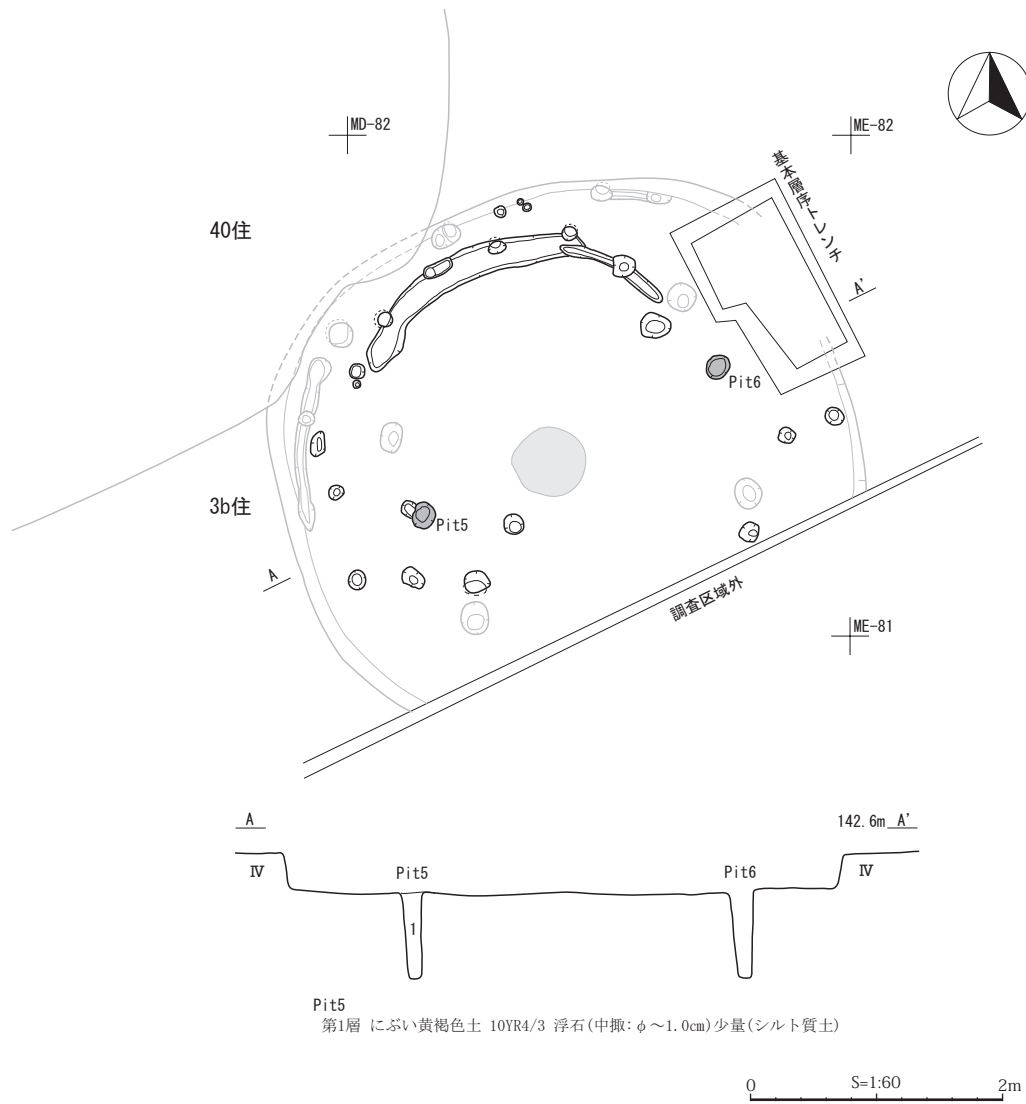 MD-82
ME-82
基本層序トレンチ
40住
A'
Pit6
3b住
Pit5
A
調査区域外
ME-81
A
142.6m A'
Ⅳ
Pit5
Pit6
Ⅳ
1
Pit5
第1層 にぶい黄褐色土 10YR4/3 浮石(中掫:φ～1.0㎝)少量(シルト質土)
0
S=1:60
2m